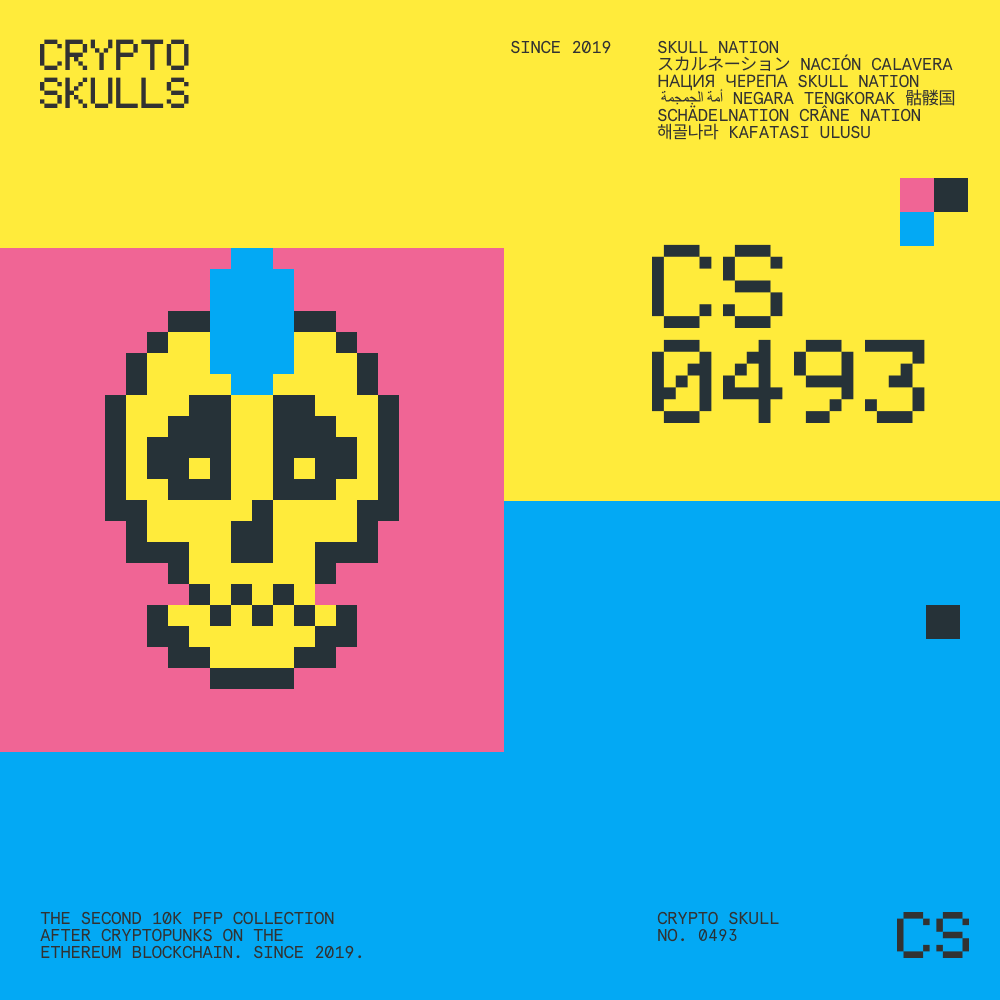 CRYPTO
SKULLS
SINCE 2019
SKULL NATION
スカルネーション NACIÓN CALAVERA
НАЦИЯ ЧЕРЕПА SKULL NATION
أمة الجمجمة NEGARA TENGKORAK 骷髅国
SCHÄDELNATION CRÂNE NATION
해골나라 KAFATASI ULUSU
CS
0493
THE SECOND 10K PFP COLLECTION
AFTER CRYPTOPUNKS ON THE
ETHEREUM BLOCKCHAIN. SINCE 2019.
CRYPTO SKULL
NO. 0493
CS